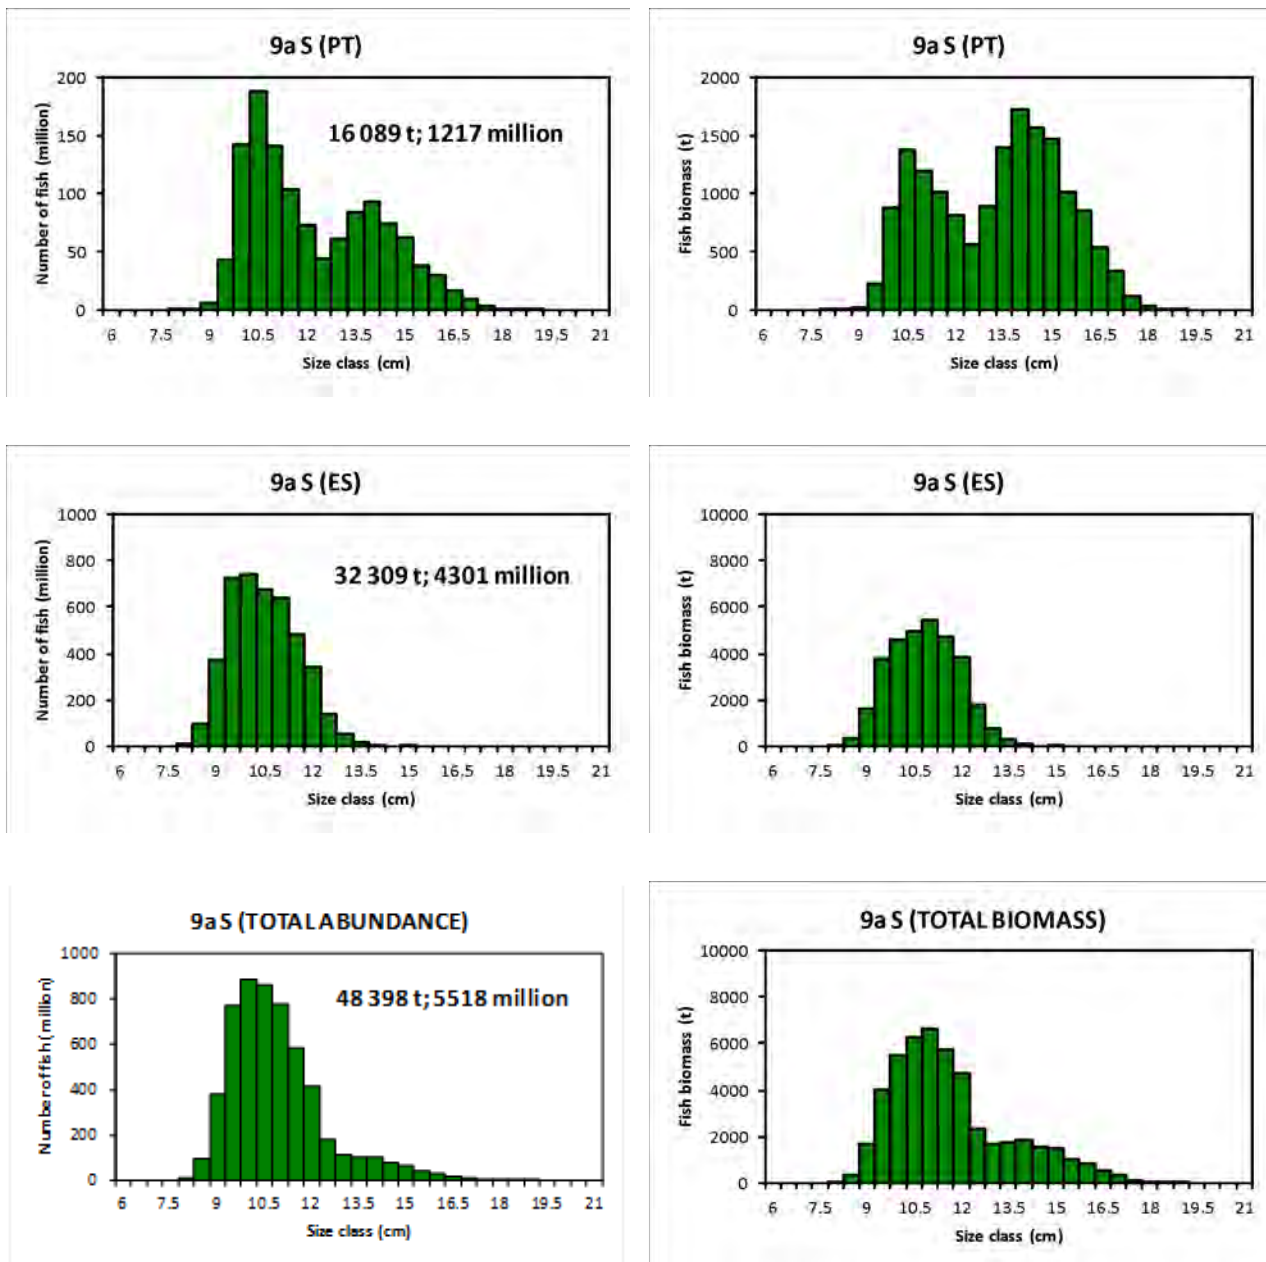 9a S (PT)
200
150
100
50
0
Number of fish (million)
16 089 t; 1217 million
6 7.5 9 10.5 12 13.5 15 16.5 18 19.5 21
Size class (cm)
9a S (PT)
2000
1500
1000
500
0
Fish biomass (t)
6 7.5 9 10.5 12 13.5 15 16.5 18 19.5 21
Size class (cm)
9a S (ES)
1000
800
600
400
200
0
Number of fish (million)
32 309 t; 4301 million
6 7.5 9 10.5 12 13.5 15 16.5 18 19.5 21
Size class (cm)
9a S (ES)
10000
8000
6000
4000
2000
0
Fish biomass (t)
6 7.5 9 10.5 12 13.5 15 16.5 18 19.5 21
Size class (cm)
9a S (TOTAL ABUNDANCE)
1000
800
600
400
200
0
Number of fish (million)
48 398 t; 5518 million
6 7.5 9 10.5 12 13.5 15 16.5 18 19.5 21
Size class (cm)
9a S (TOTAL BIOMASS)
10000
8000
6000
4000
2000
0
Fish biomass (t)
6 7.5 9 10.5 12 13.5 15 16.5 18 19.5 21
Size class (cm)